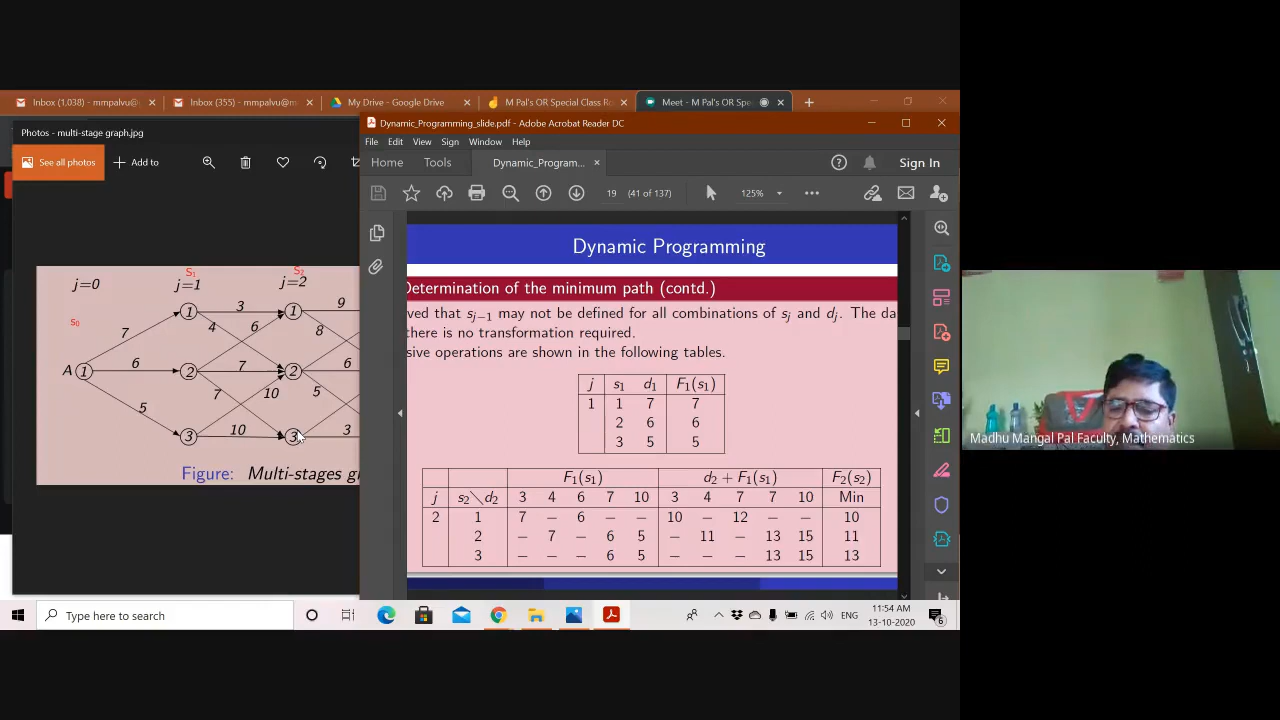 Inbox (1,038) - mmpalvu@
Inbox (355) - mmpalvu@m
My Drive - Google Drive
M Pal's OR Special Class Ro
Meet - M Pal's OR Spe
Photos - multi-stage graph.jpg
See all photos
Add to
Dynamic_Programming_slide.pdf - Adobe Acrobat Reader DC
File Edit View Sign Window Help
Home Tools Dynamic_Program...
Sign In
19 (41 of 137)
125%
S₁ S₂
j=0 j=1 j=2
S₀
1 3 1 9
7 4 6 8
A 1 6 2 7 2 6
5 7 10 5
3 10 3 3
Figure: Multi-stages gr
Dynamic Programming
Determination of the minimum path (contd.)
ved that sⱼ₋₁ may not be defined for all combinations of sⱼ and dⱼ. The da
there is no transformation required.
sive operations are shown in the following tables.
j s₁ d₁ F₁(s₁)
1 1 7 7
2 6 6
3 5 5
F₁(s₁) d₂ + F₁(s₁) F₂(s₂)
j s₂\d₂ 3 4 6 7 10 3 4 7 7 10 Min
2 1 7 – 6 – – 10 – 12 – – 10
2 – 7 – 6 5 – 11 – 13 15 11
3 – – – 6 5 – – – 13 15 13
Madhu Mangal Pal Faculty, Mathematics
Type here to search
ENG
11:54 AM
13-10-2020
6